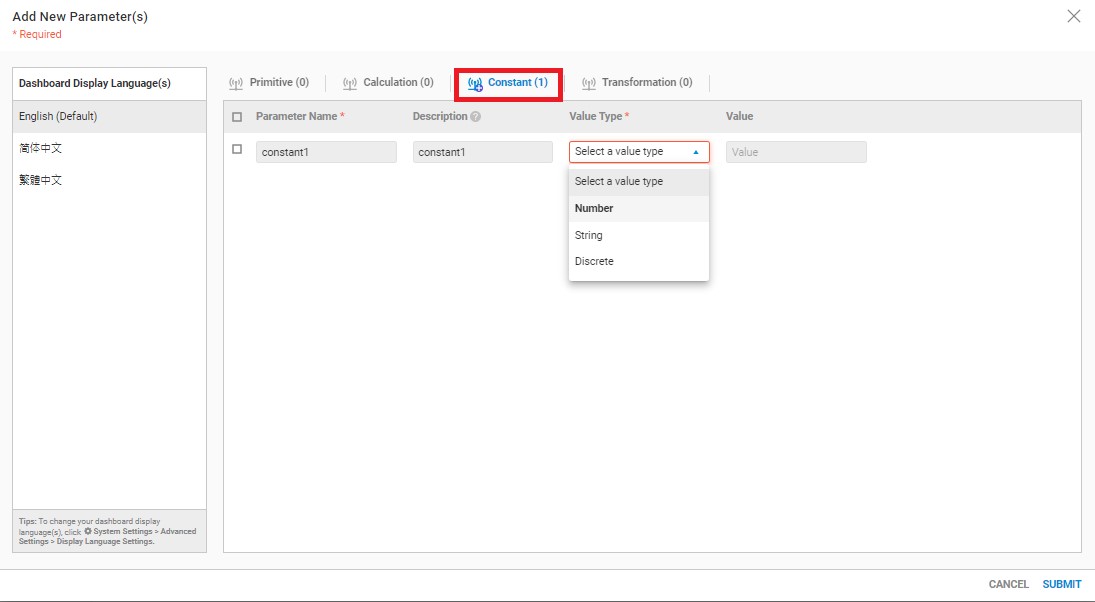 Add New Parameter(s)
* Required
Dashboard Display Language(s)
English (Default)
简体中文
繁體中文
Tips: To change your dashboard display
language(s), click System Settings > Advanced
Settings > Display Language Settings.
Primitive (0)
Calculation (0)
Constant (1)
Transformation (0)
Parameter Name * Description ? Value Type * Value
constant1 constant1 Select a value type Value
Select a value type
Number
String
Discrete
CANCEL SUBMIT